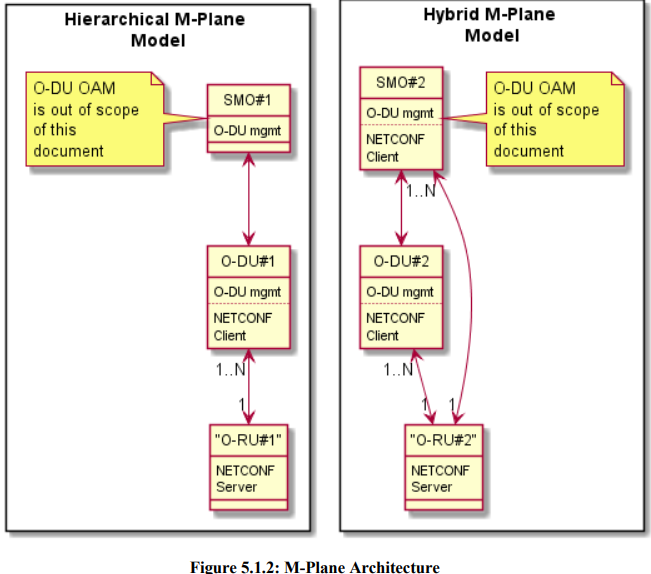 Hierarchical M-Plane
Model
O-DU OAM
is out of scope
of this
document
SMO#1
O-DU mgmt
O-DU#1
O-DU mgmt
NETCONF
Client
1..N
1
"O-RU#1"
NETCONF
Server
Hybrid M-Plane
Model
SMO#2
O-DU mgmt
NETCONF
Client
O-DU OAM
is out of scope
of this
document
1..N
O-DU#2
O-DU mgmt
NETCONF
Client
1..N
1
1
"O-RU#2"
NETCONF
Server
Figure 5.1.2: M-Plane Architecture